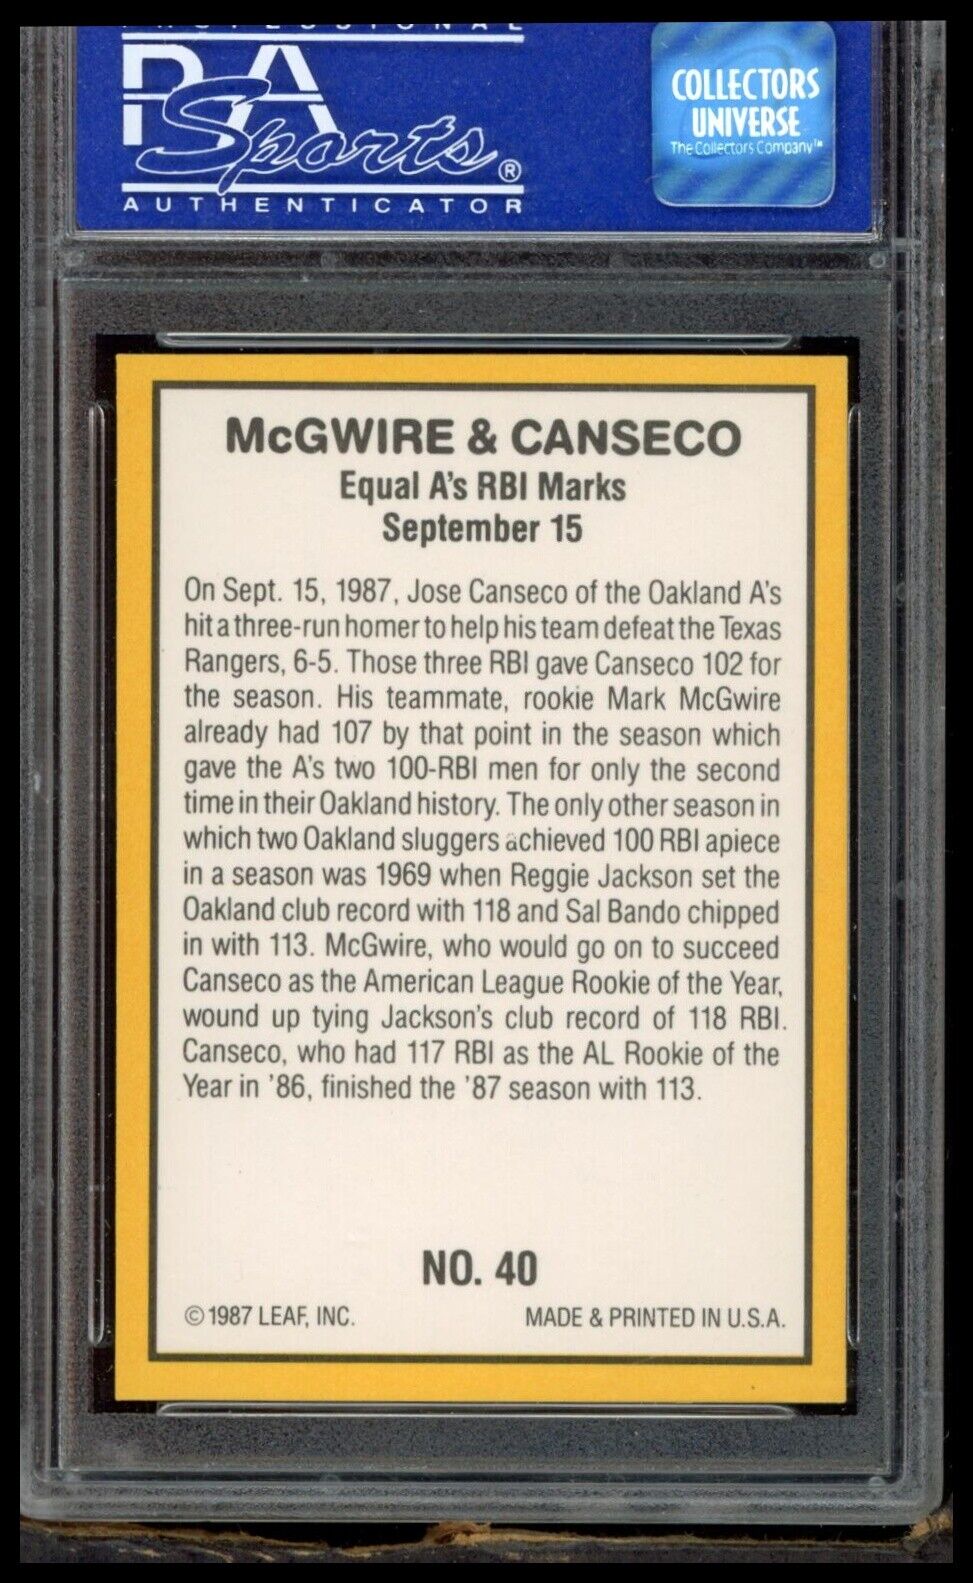 PROFESSIONAL
PSA
Sports®
AUTHENTICATOR
COLLECTORS
UNIVERSE
The Collectors Company™
McGWIRE & CANSECO
Equal A's RBI Marks
September 15
On Sept. 15, 1987, Jose Canseco of the Oakland A's
hit a three-run homer to help his team defeat the Texas
Rangers, 6-5. Those three RBI gave Canseco 102 for
the season. His teammate, rookie Mark McGwire
already had 107 by that point in the season which
gave the A's two 100-RBI men for only the second
time in their Oakland history. The only other season in
which two Oakland sluggers achieved 100 RBI apiece
in a season was 1969 when Reggie Jackson set the
Oakland club record with 118 and Sal Bando chipped
in with 113. McGwire, who would go on to succeed
Canseco as the American League Rookie of the Year,
wound up tying Jackson's club record of 118 RBI.
Canseco, who had 117 RBI as the AL Rookie of the
Year in '86, finished the '87 season with 113.
NO. 40
© 1987 LEAF, INC.
MADE & PRINTED IN U.S.A.